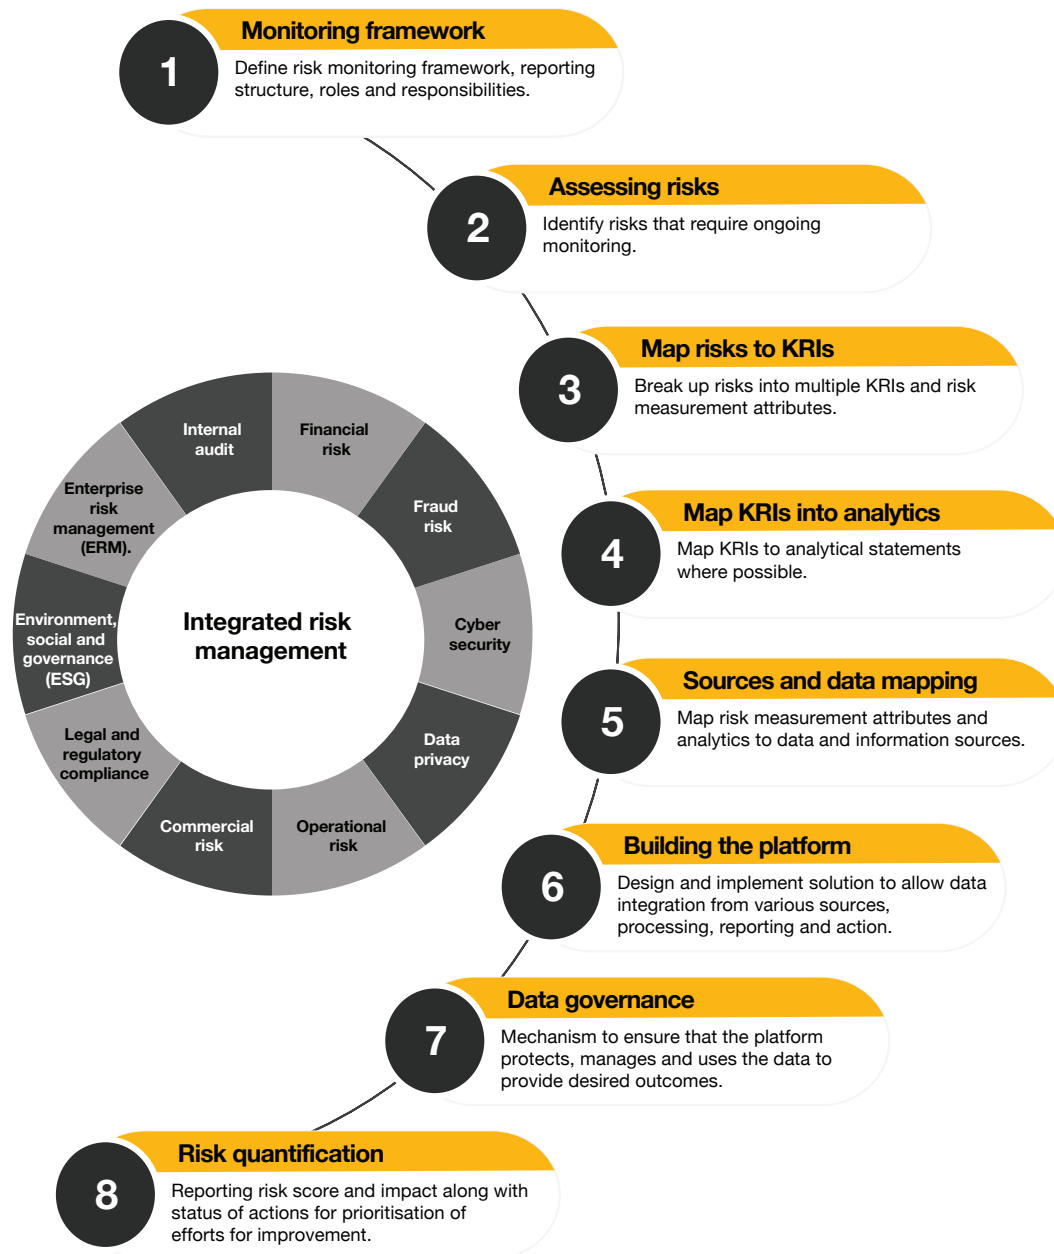 Monitoring framework
1
Define risk monitoring framework, reporting
structure, roles and responsibilities.
Assessing risks
2
Identify risks that require ongoing
monitoring.
Map risks to KRIs
3
Break up risks into multiple KRIs and risk
measurement attributes.
Map KRIs into analytics
4
Map KRIs to analytical statements
where possible.
Sources and data mapping
5
Map risk measurement attributes and
analytics to data and information sources.
Building the platform
6
Design and implement solution to allow data
integration from various sources,
processing, reporting and action.
Data governance
7
Mechanism to ensure that the platform
protects, manages and uses the data to
provide desired outcomes.
Risk quantification
8
Reporting risk score and impact along with
status of actions for prioritisation of
efforts for improvement.
Integrated risk
management
Financial
risk
Fraud
risk
Cyber
security
Data
privacy
Operational
risk
Commercial
risk
Legal and
regulatory
compliance
Environment,
social and
governance
(ESG)
Enterprise
risk
management
(ERM).
Internal
audit